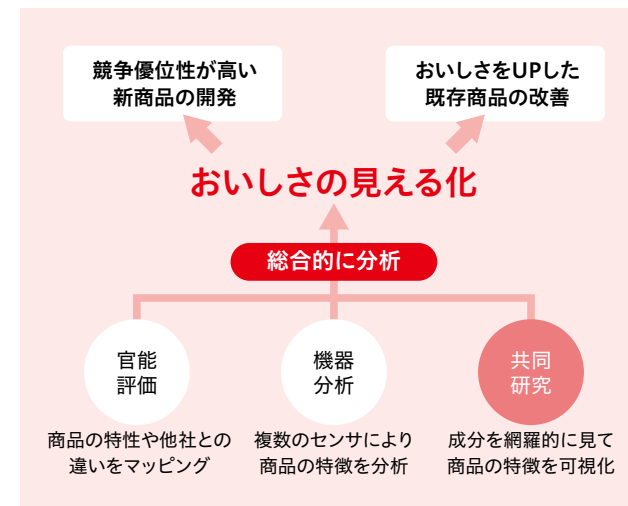 競争優位性が高い
新商品の開発
おいしさをUPした
既存商品の改善
おいしさの見える化
総合的に分析
官能
評価
機器
分析
共同
研究
商品の特性や他社との
違いをマッピング
複数のセンサにより
商品の特徴を分析
成分を網羅的に見て
商品の特徴を可視化